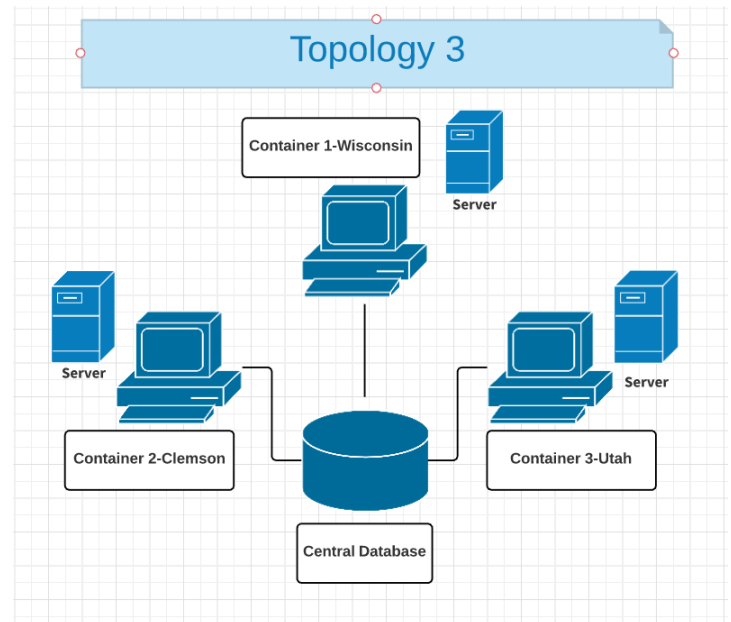 Topology 3
Container 1-Wisconsin
Server
Server
Server
Container 2-Clemson
Container 3-Utah
Central Database